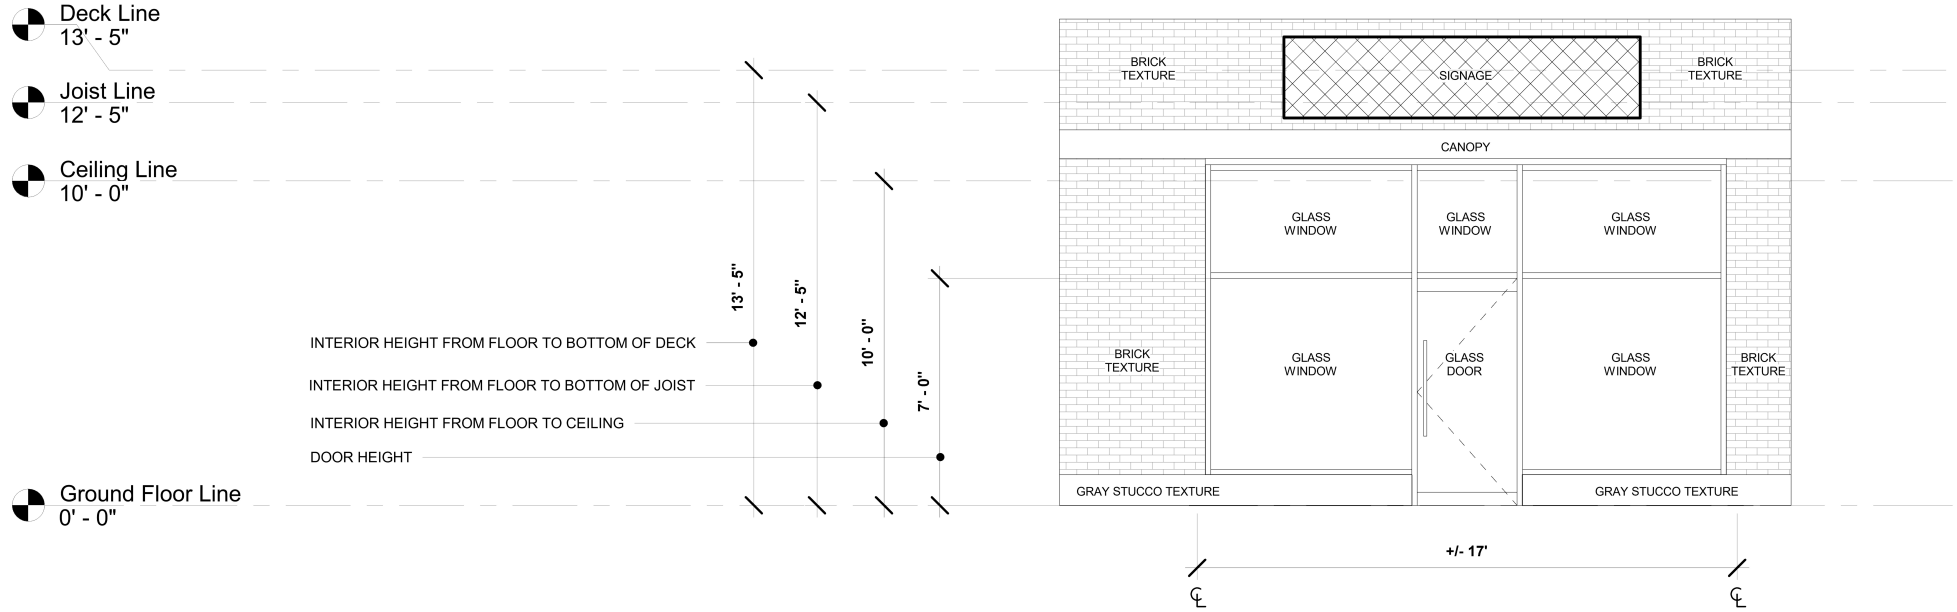 Deck Line
13' - 5"
Joist Line
12' - 5"
Ceiling Line
10' - 0"
Ground Floor Line
0' - 0"
INTERIOR HEIGHT FROM FLOOR TO BOTTOM OF DECK
INTERIOR HEIGHT FROM FLOOR TO BOTTOM OF JOIST
INTERIOR HEIGHT FROM FLOOR TO CEILING
DOOR HEIGHT
13' - 5"
12' - 5"
10' - 0"
7' - 0"
BRICK
TEXTURE
SIGNAGE
BRICK
TEXTURE
CANOPY
GLASS
WINDOW
GLASS
WINDOW
GLASS
WINDOW
BRICK
TEXTURE
GLASS
WINDOW
GLASS
DOOR
GLASS
WINDOW
BRICK
TEXTURE
GRAY STUCCO TEXTURE
GRAY STUCCO TEXTURE
+/- 17'
℄
℄